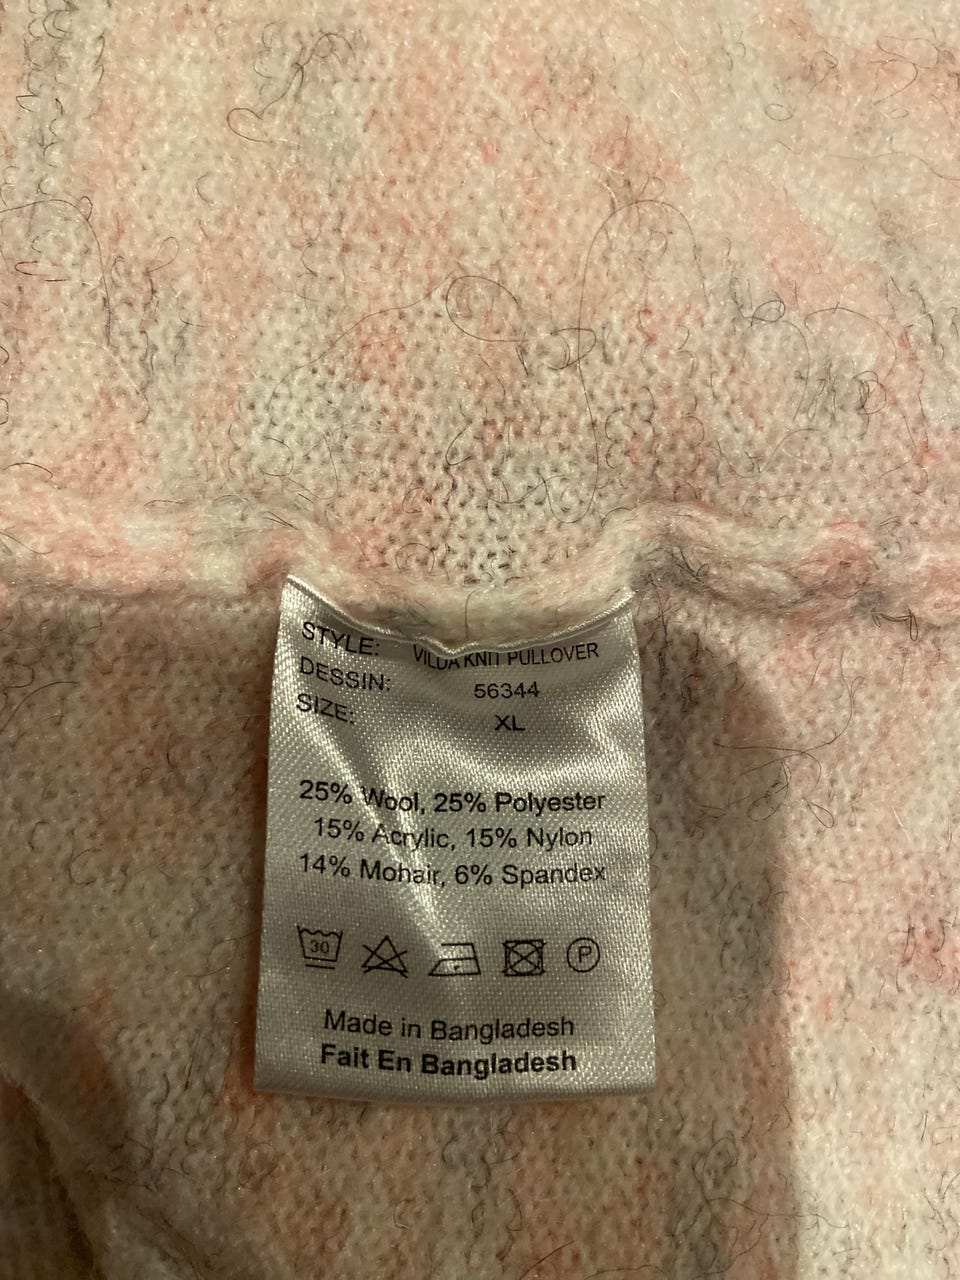 STYLE: VILDA KNIT PULLOVER
DESSIN: 56344
SIZE: XL
25% Wool, 25% Polyester
15% Acrylic, 15% Nylon
14% Mohair, 6% Spandex
30 P
Made in Bangladesh
Fait En Bangladesh